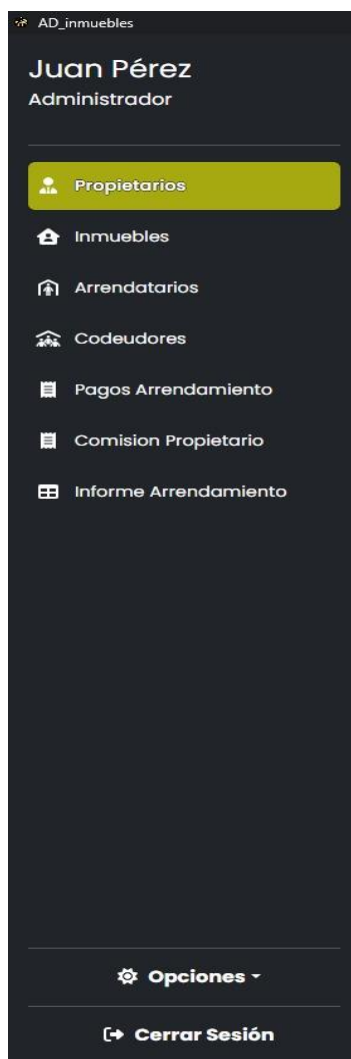 AD_inmuebles
Juan Pérez
Administrador
Propietarios
Inmuebles
Arrendatarios
Codeudores
Pagos Arrendamiento
Comision Propietario
Informe Arrendamiento
Opciones
Cerrar Sesión